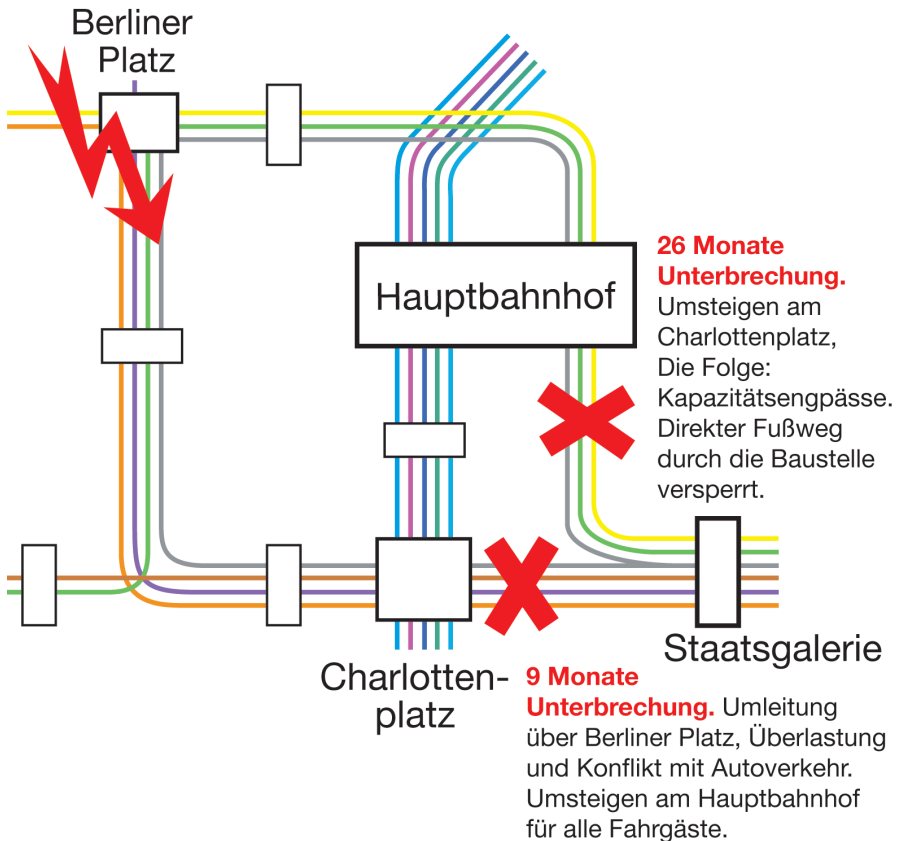 Berliner
Platz
Hauptbahnhof
26 Monate
Unterbrechung.
Umsteigen am
Charlottenplatz,
Die Folge:
Kapazitätsengpässe.
Direkter Fußweg
durch die Baustelle
versperrt.
Staatsgalerie
Charlotten-
platz
9 Monate
Unterbrechung. Umleitung
über Berliner Platz, Überlastung
und Konflikt mit Autoverkehr.
Umsteigen am Hauptbahnhof
für alle Fahrgäste.